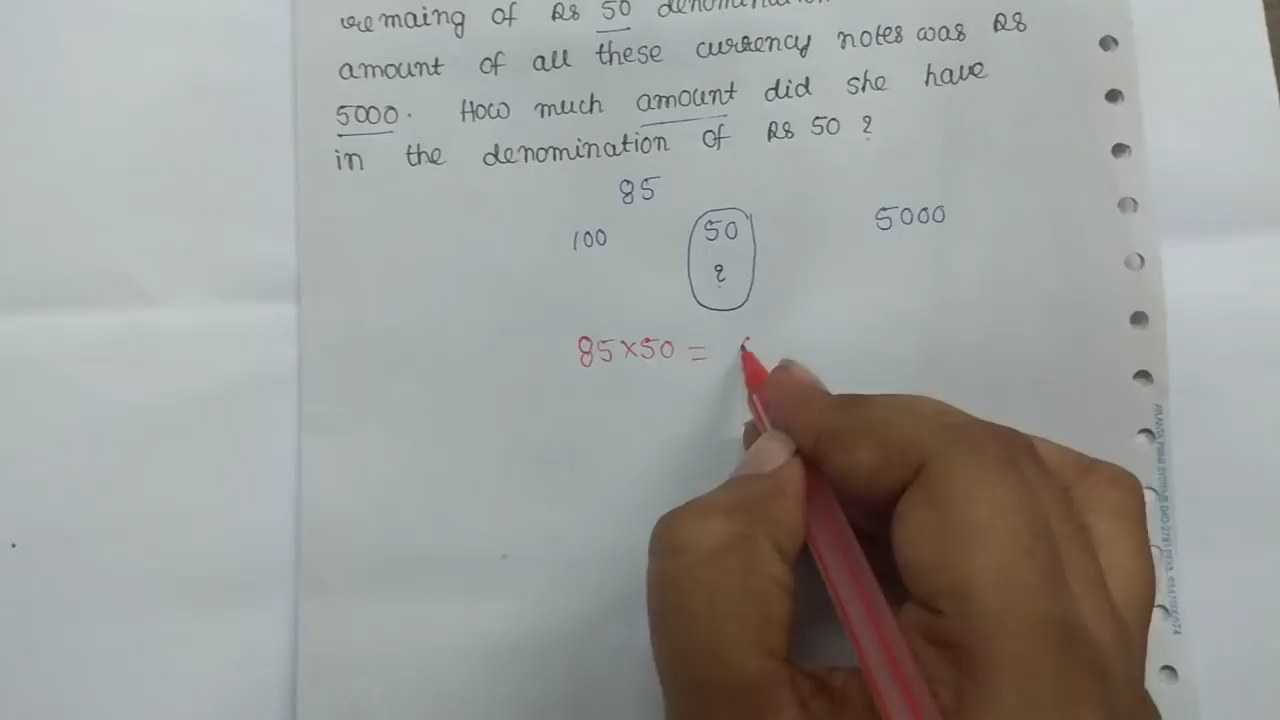 remaing of Rs 50 denomination
amount of all these currency notes was Rs
5000. How much amount did she have
in the denomination of Rs 50 ?
85
100 50 5000
?
85×50 =